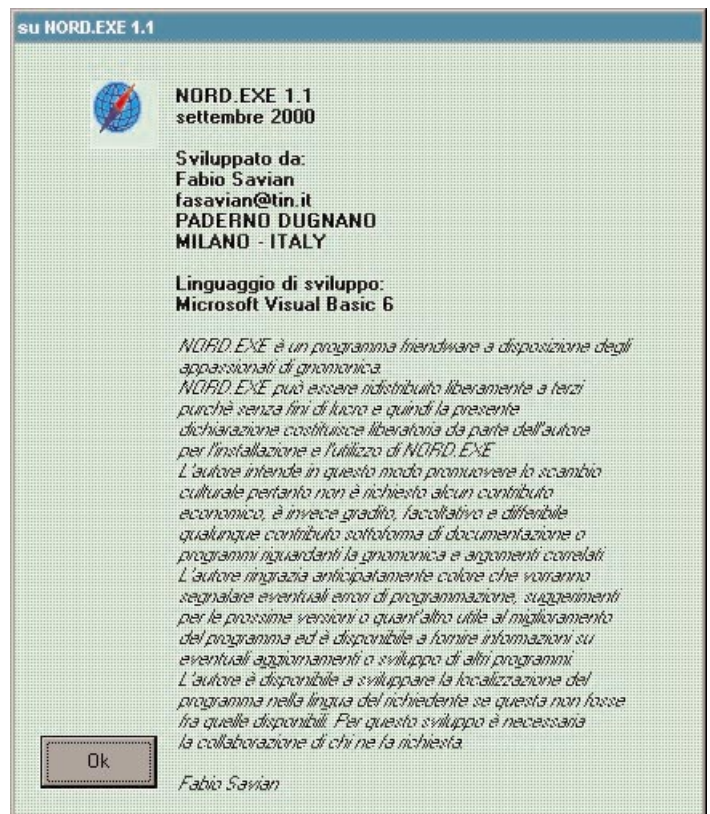 su NORD.EXE 1.1
NORD.EXE 1.1
settembre 2000
Sviluppato da:
Fabio Savian
fasavian@tin.it
PADERNO DUGNANO
MILANO - ITALY
Linguaggio di sviluppo:
Microsoft Visual Basic 6
NORD.EXE è un programma friendware a disposizione degli
appassionati di gnomonica.
NORD.EXE può essere ridistribuito liberamente a terzi
purchè senza fini di lucro e quindi la presente
dichiarazione costituisce liberatoria da parte dell'autore
per l'installazione e l'utilizzo di NORD.EXE
L'autore intende in questo modo promuovere lo scambio
culturale pertanto non è richiesto alcun contributo
economico, è invece gradito, facoltativo e differibile
qualunque contributo sottoforma di documentazione o
programmi riguardanti la gnomonica e argomenti correlati.
L'autore ringrazia anticipatamente colore che vorranno
segnalare eventuali errori di programmazione, suggerimenti
per le prossime versioni o quant'altro utile al miglioramento
del programma ed è disponibile a fornire informazioni su
eventuali aggiornamenti o sviluppo di altri programmi.
L'autore è disponibile a sviluppare la localizzazione del
programma nella lingua del richiedente se questa non fosse
fra quelle disponibili. Per questo sviluppo è necessaria
la collaborazione di chi ne fa richiesta.
Ok
Fabio Savian